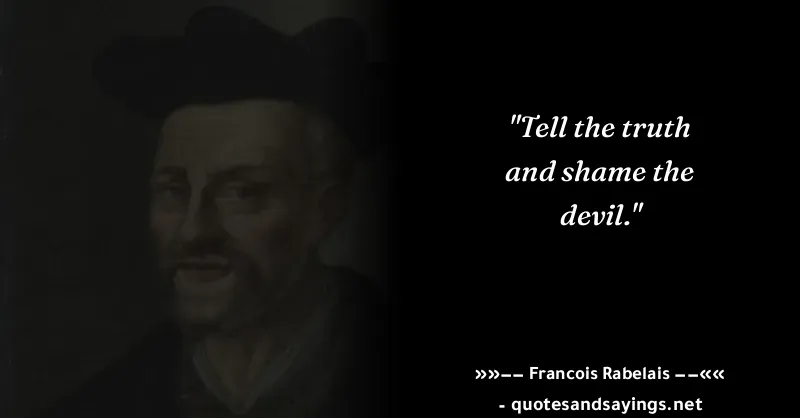 "Tell the truth
and shame the
devil."
»»−− Francois Rabelais −−««
- quotesandsayings.net